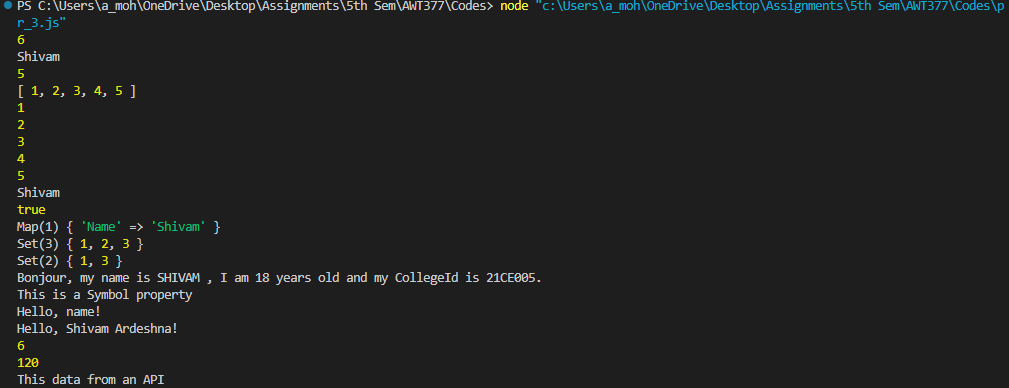 PS C:\Users\a_moh\OneDrive\Desktop\Assignments\5th Sem\AWT377\Codes> node "c:\Users\a_moh\OneDrive\Desktop\Assignments\5th Sem\AWT377\Codes\p
r_3.js"
6
Shivam
5
[ 1, 2, 3, 4, 5 ]
1
2
3
4
5
Shivam
true
Map(1) { 'Name' => 'Shivam' }
Set(3) { 1, 2, 3 }
Set(2) { 1, 3 }
Bonjour, my name is SHIVAM , I am 18 years old and my CollegeId is 21CE005.
This is a Symbol property
Hello, name!
Hello, Shivam Ardeshna!
6
120
This data from an API